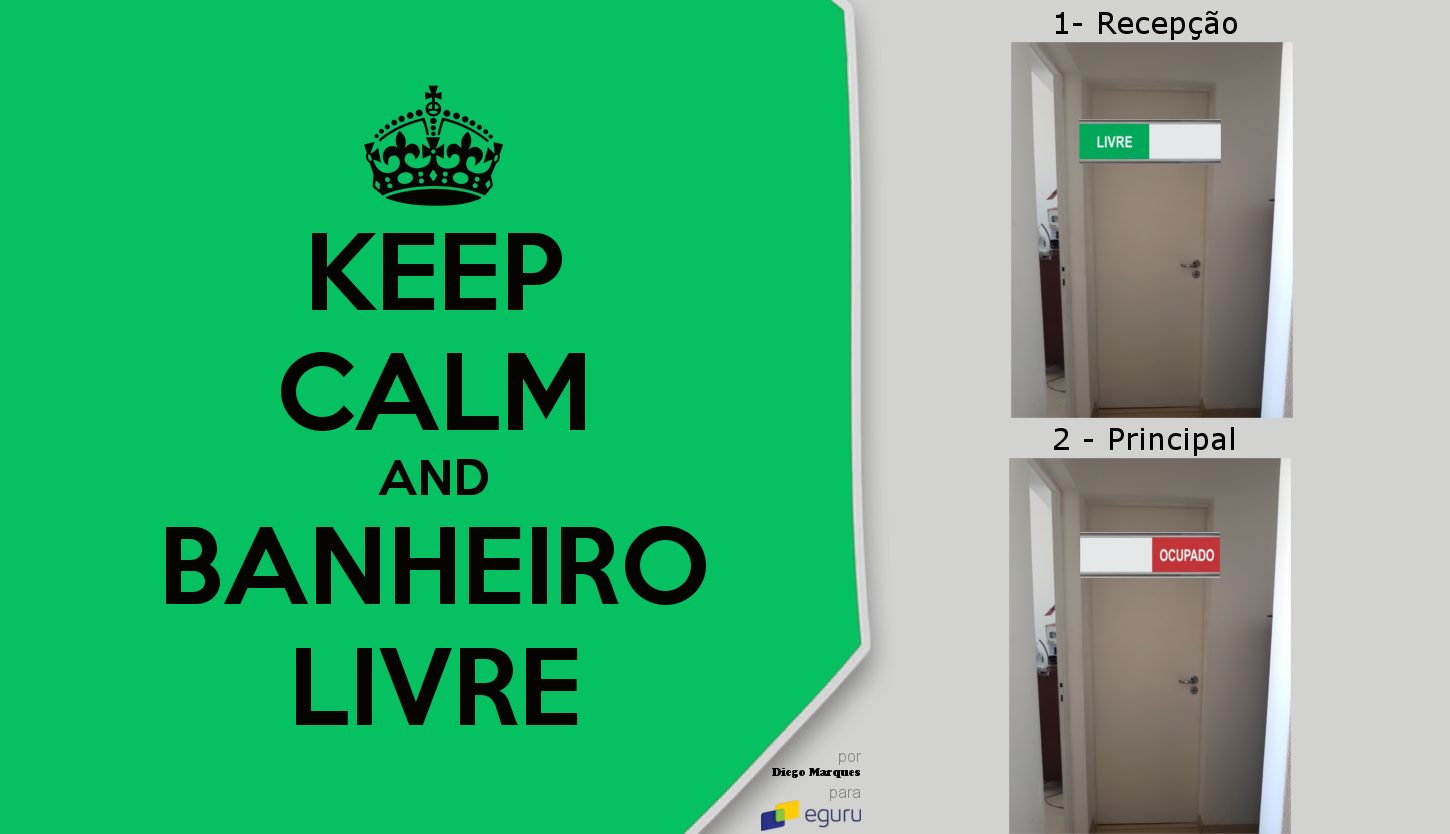 KEEP
CALM
AND
BANHEIRO
LIVRE
por
Diego Marques
para
eguru
1- Recepção
LIVRE
2 - Principal
OCUPADO